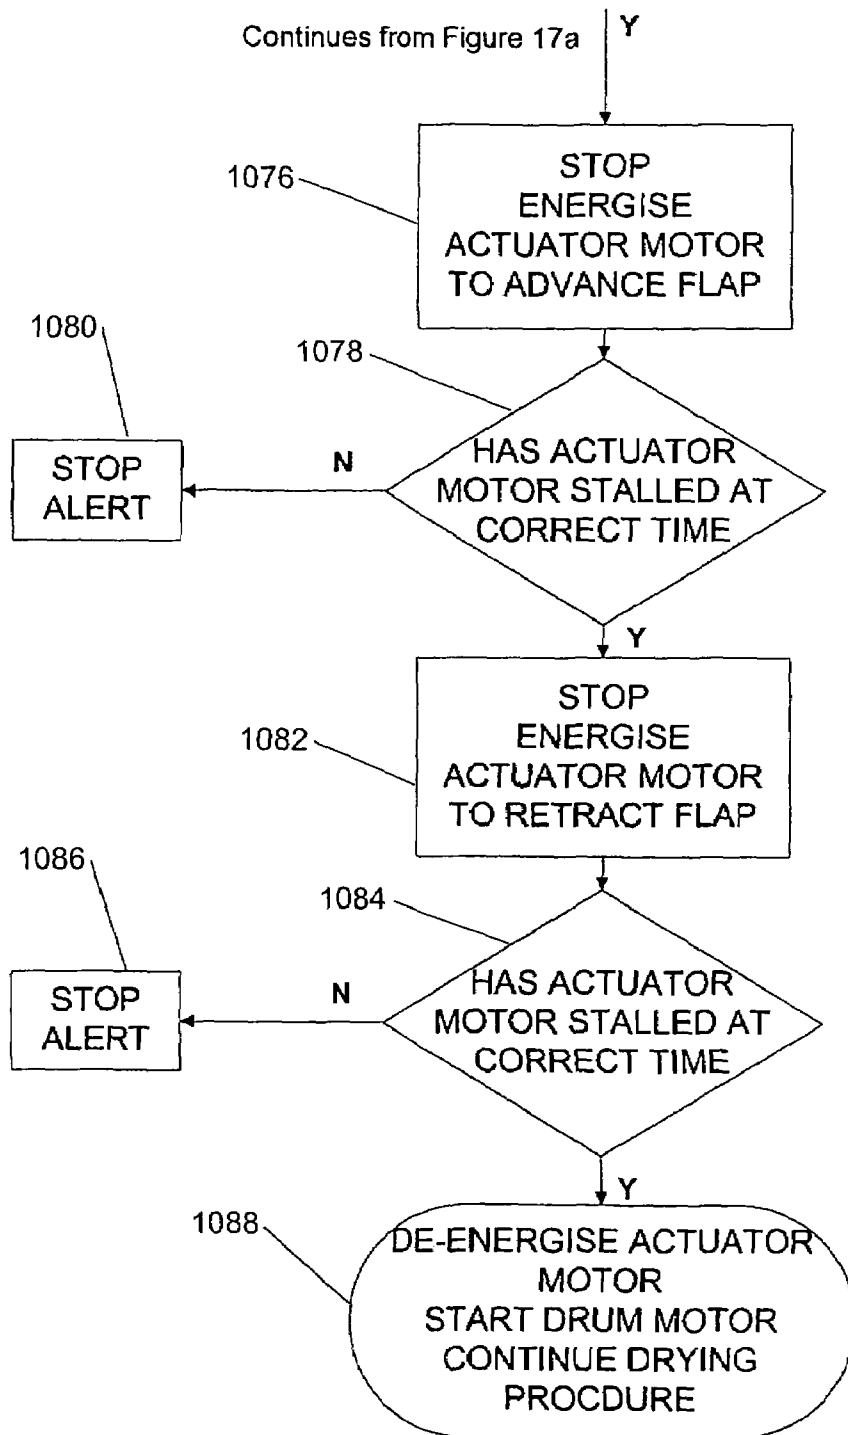 Continues from Figure 17a
Y
1076
STOP
ENERGISE
ACTUATOR MOTOR
TO ADVANCE FLAP
1080
1078
STOP
ALERT
N
HAS ACTUATOR
MOTOR STALLED AT
CORRECT TIME
Y
1082
STOP
ENERGISE
ACTUATOR MOTOR
TO RETRACT FLAP
1086
1084
STOP
ALERT
N
HAS ACTUATOR
MOTOR STALLED AT
CORRECT TIME
Y
1088
DE-ENERGISE ACTUATOR
MOTOR
START DRUM MOTOR
CONTINUE DRYING
PROCDURE